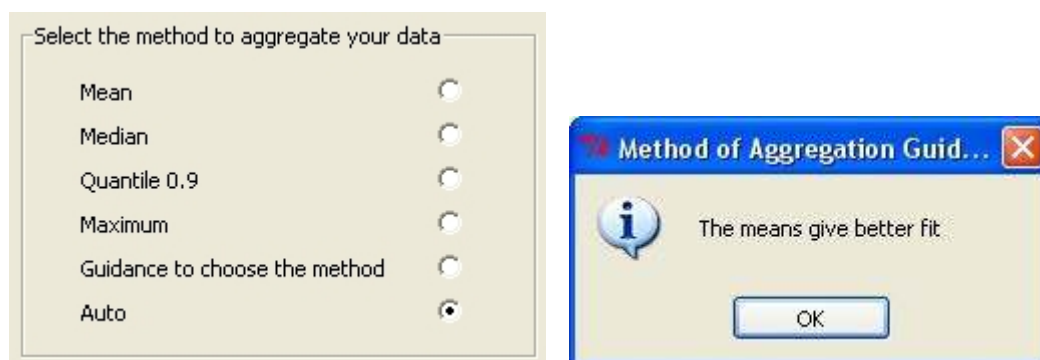 Select the method to aggregate your data
Mean
Median
Quantile 0.9
Maximum
Guidance to choose the method
Auto
Method of Aggregation Guid...
The means give better fit
OK